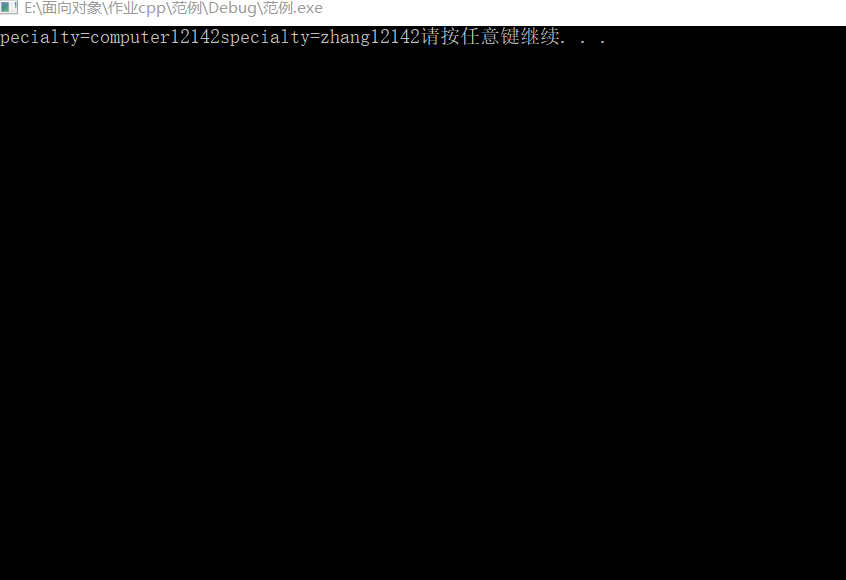 E:\面向对象\作业cpp\范例\Debug\范例.exe
pecialty=computer12142specialty=zhang12142请按任意键继续. . .